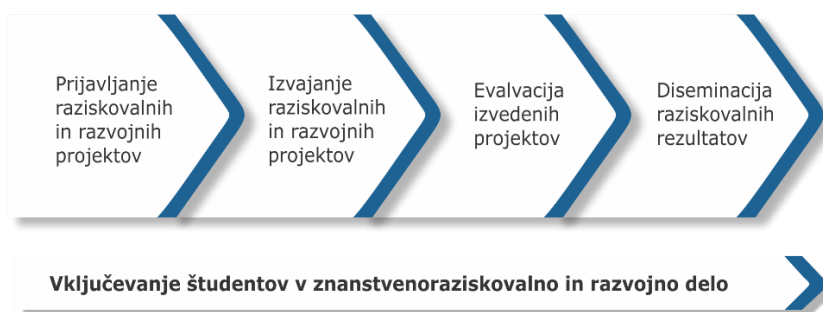 Prijavljanje
raziskovalnih
in razvojnih
projektov
Izvajanje
raziskovalnih
in razvojnih
projektov
Evalvacija
izvedenih
projektov
Diseminacija
raziskovalnih
rezultatov
Vključevanje študentov v znanstvenoraziskovalno in razvojno delo